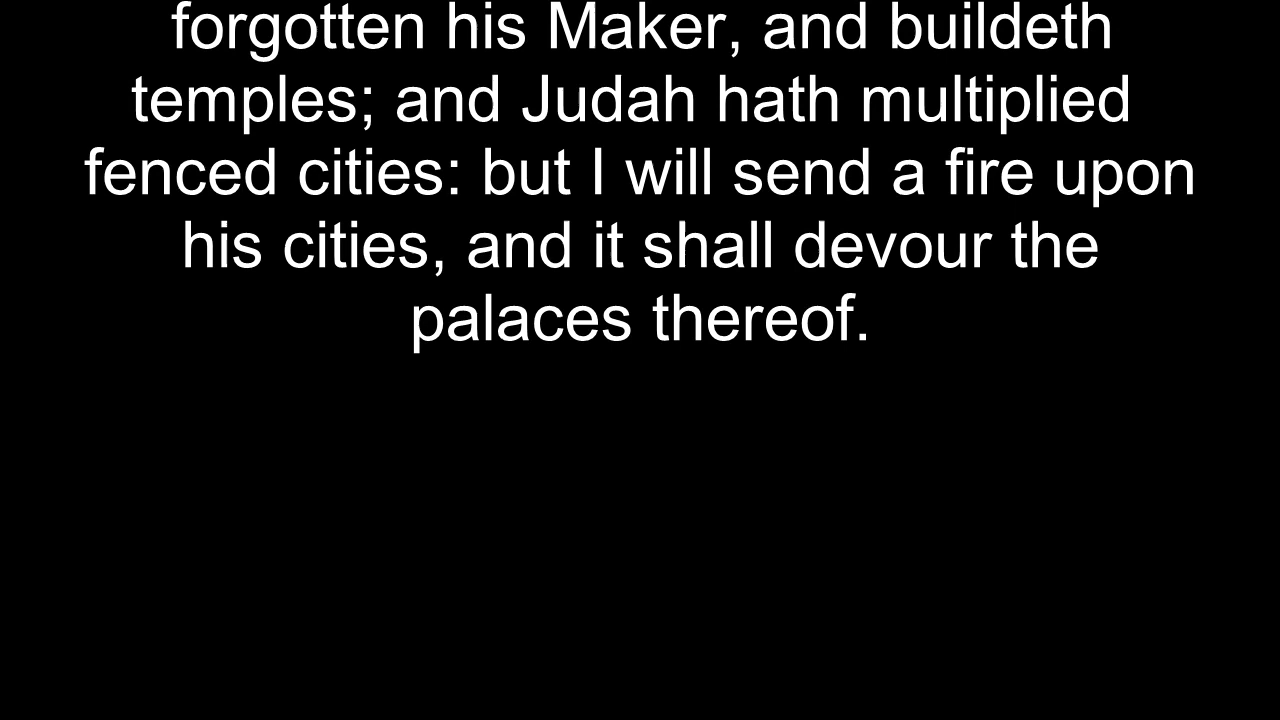 forgotten his Maker, and buildeth
temples; and Judah hath multiplied
fenced cities: but I will send a fire upon
his cities, and it shall devour the
palaces thereof.